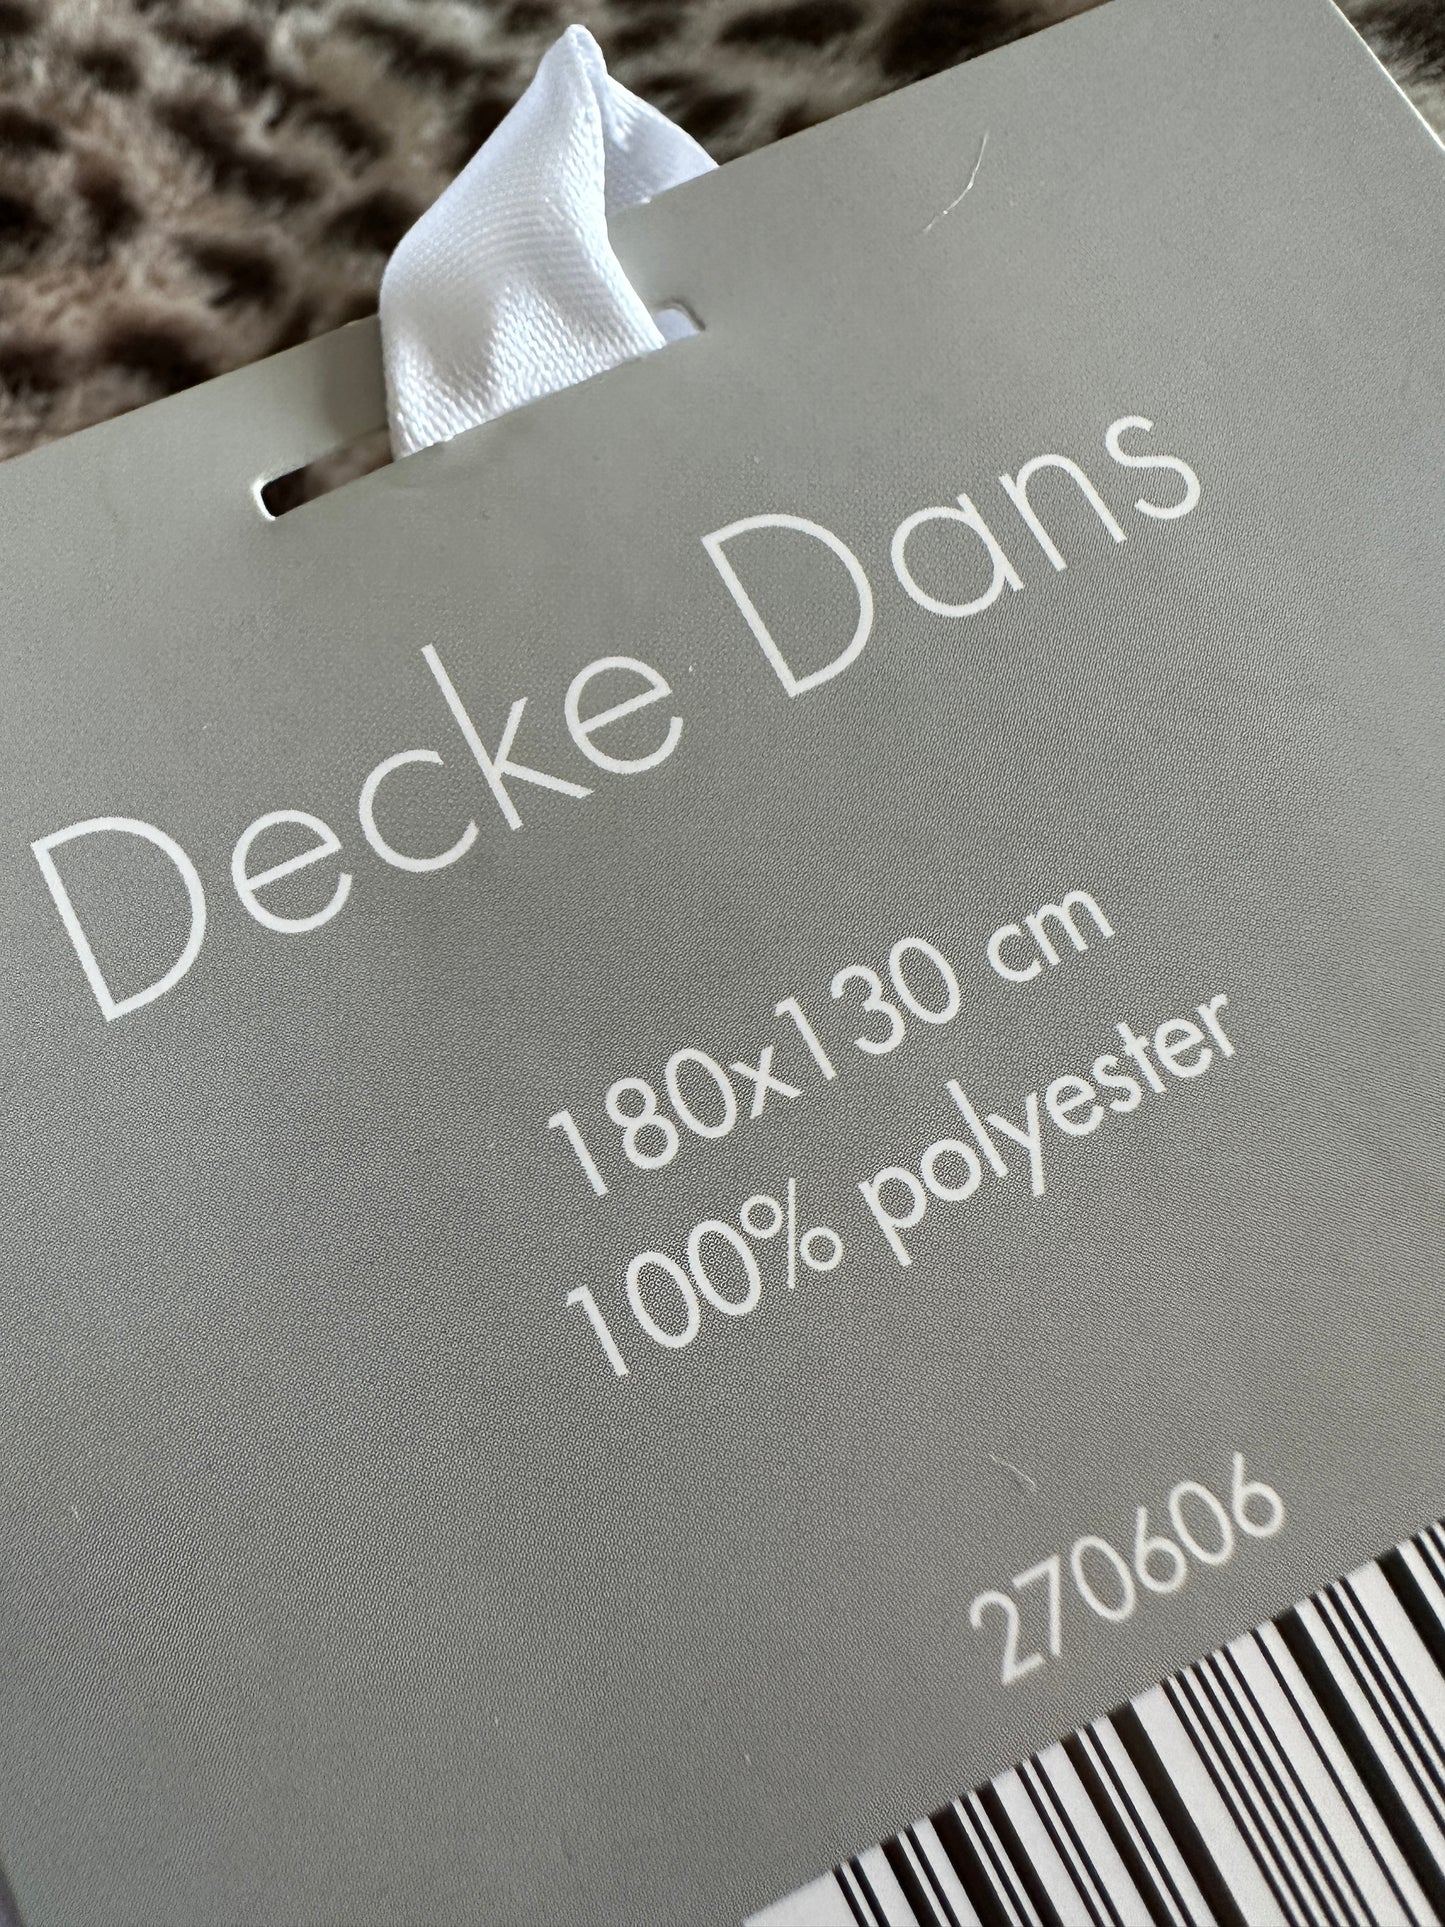 Decke Dans
180x130 cm
100% polyester
270606